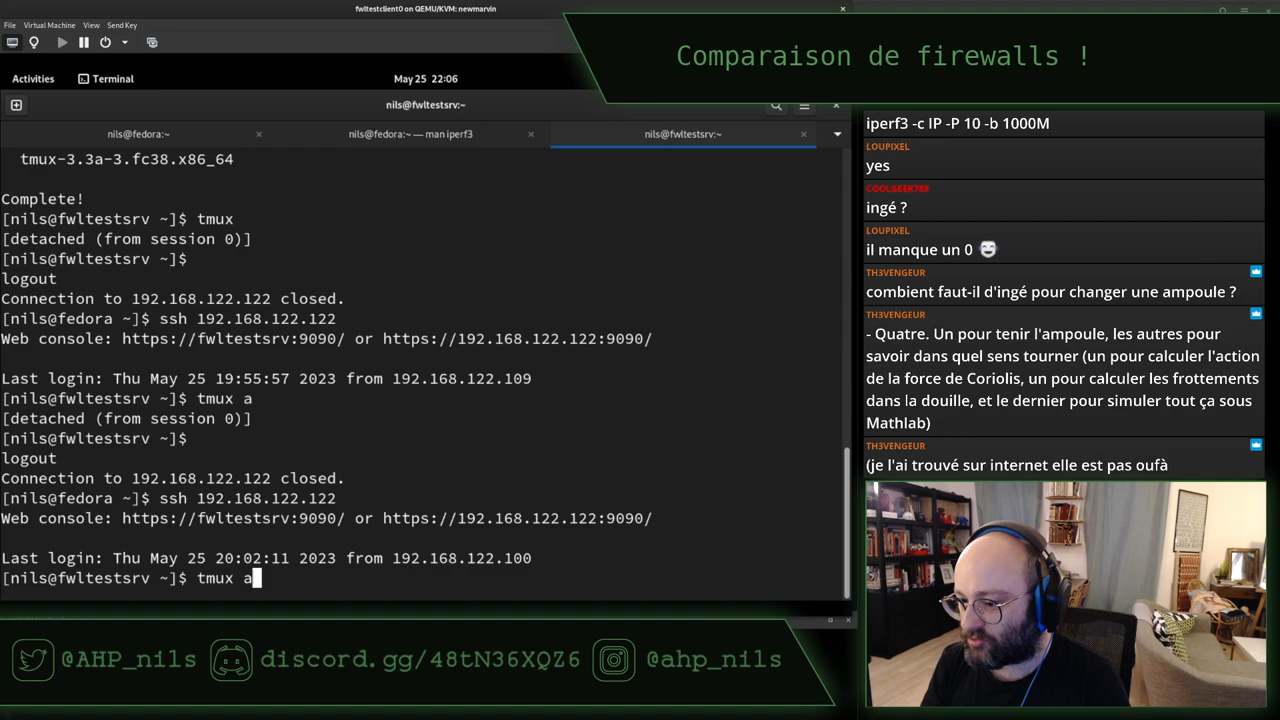 fwltestclient0 on QEMU/KVM: newmarvin
File Virtual Machine View Send Key
Activities Terminal May 25 22:06
nils@fwltestsrv:~
nils@fedora:~ nils@fedora:~ — man iperf3 nils@fwltestsrv:~
tmux-3.3a-3.fc38.x86_64
Complete!
[nils@fwltestsrv ~]$ tmux
[detached (from session 0)]
[nils@fwltestsrv ~]$
logout
Connection to 192.168.122.122 closed.
[nils@fedora ~]$ ssh 192.168.122.122
Web console: https://fwltestsrv:9090/ or https://192.168.122.122:9090/
Last login: Thu May 25 19:55:57 2023 from 192.168.122.109
[nils@fwltestsrv ~]$ tmux a
[detached (from session 0)]
[nils@fwltestsrv ~]$
logout
Connection to 192.168.122.122 closed.
[nils@fedora ~]$ ssh 192.168.122.122
Web console: https://fwltestsrv:9090/ or https://192.168.122.122:9090/
Last login: Thu May 25 20:02:11 2023 from 192.168.122.100
[nils@fwltestsrv ~]$ tmux a
Comparaison de firewalls !
iperf3 -c IP -P 10 -b 1000M
LOUPIXEL
yes
COOLGEEK789
ingé ?
LOUPIXEL
il manque un 0
TH3VENGEUR
combient faut-il d'ingé pour changer une ampoule ?
TH3VENGEUR
- Quatre. Un pour tenir l'ampoule, les autres pour
savoir dans quel sens tourner (un pour calculer l'action
de la force de Coriolis, un pour calculer les frottements
dans la douille, et le dernier pour simuler tout ça sous
Mathlab)
TH3VENGEUR
(je l'ai trouvé sur internet elle est pas oufà
@AHP_nils discord.gg/48tN36XQZ6 @ahp_nils